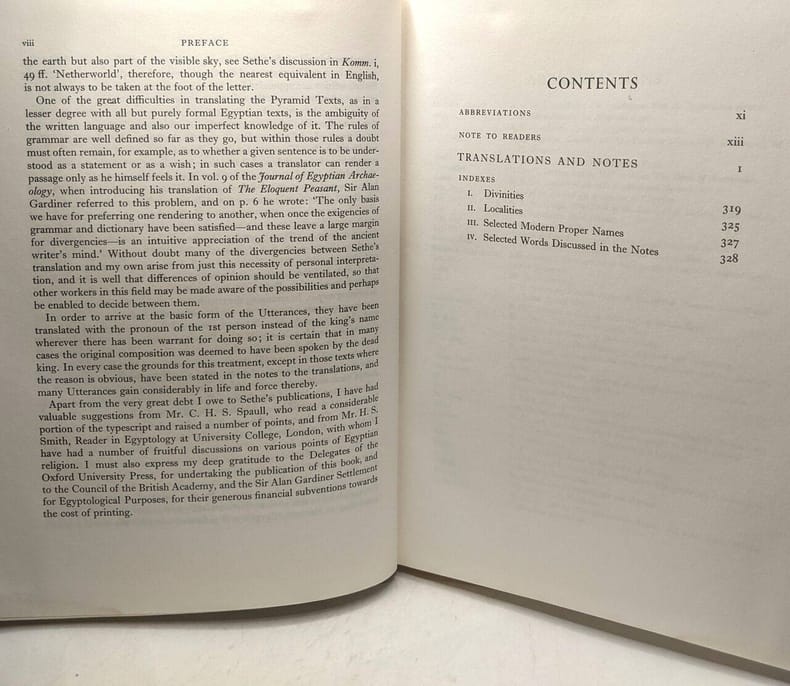 viii PREFACE
the earth but also part of the visible sky, see Sethe's discussion in Komm. i,
49 ff. 'Netherworld', therefore, though the nearest equivalent in English,
is not always to be taken at the foot of the letter.
One of the great difficulties in translating the Pyramid Texts, as in a
lesser degree with all but purely formal Egyptian texts, is the ambiguity of
the written language and also our imperfect knowledge of it. The rules of
grammar are well defined so far as they go, but within those rules a doubt
must often remain, for example, as to whether a given sentence is to be under-
stood as a statement or as a wish; in such cases a translator can render a
passage only as he himself feels it. In vol. 9 of the Journal of Egyptian Archae-
ology, when introducing his translation of The Eloquent Peasant, Sir Alan
Gardiner referred to this problem, and on p. 6 he wrote: 'The only basis
we have for preferring one rendering to another, when once the exigencies of
grammar and dictionary have been satisfied—and these leave a large margin
for divergencies—is an intuitive appreciation of the trend of the ancient
writer's mind.' Without doubt many of the divergencies between Sethe's
translation and my own arise from just this necessity of personal interpreta-
tion, and it is well that differences of opinion should be ventilated, so that
other workers in this field may be made aware of the possibilities and perhaps
be enabled to decide between them.
In order to arrive at the basic form of the Utterances, they have been
translated with the pronoun of the 1st person instead of the king's name
wherever there has been warrant for doing so; it is certain that in many
cases the original composition was deemed to have been spoken by the dead
king. In every case the grounds for this treatment, except in those texts where
the reason is obvious, have been stated in the notes to the translations, and
many Utterances gain considerably in life and force thereby.
Apart from the very great debt I owe to Sethe's publications, I have had
valuable suggestions from Mr. C. H. S. Spaull, who read a considerable
portion of the typescript and raised a number of points, and from Mr. H. S.
Smith, Reader in Egyptology at University College, London, with whom I
have had a number of fruitful discussions on various points of Egyptian
religion. I must also express my deep gratitude to the Delegates of the
Oxford University Press, for undertaking the publication of this book, and
to the Council of the British Academy, and the Sir Alan Gardiner Settlement
for Egyptological Purposes, for their generous financial subventions towards
the cost of printing.
CONTENTS
ABBREVIATIONS xi
NOTE TO READERS xiii
TRANSLATIONS AND NOTES 1
INDEXES
I. Divinities 319
II. Localities 325
III. Selected Modern Proper Names 327
IV. Selected Words Discussed in the Notes 328